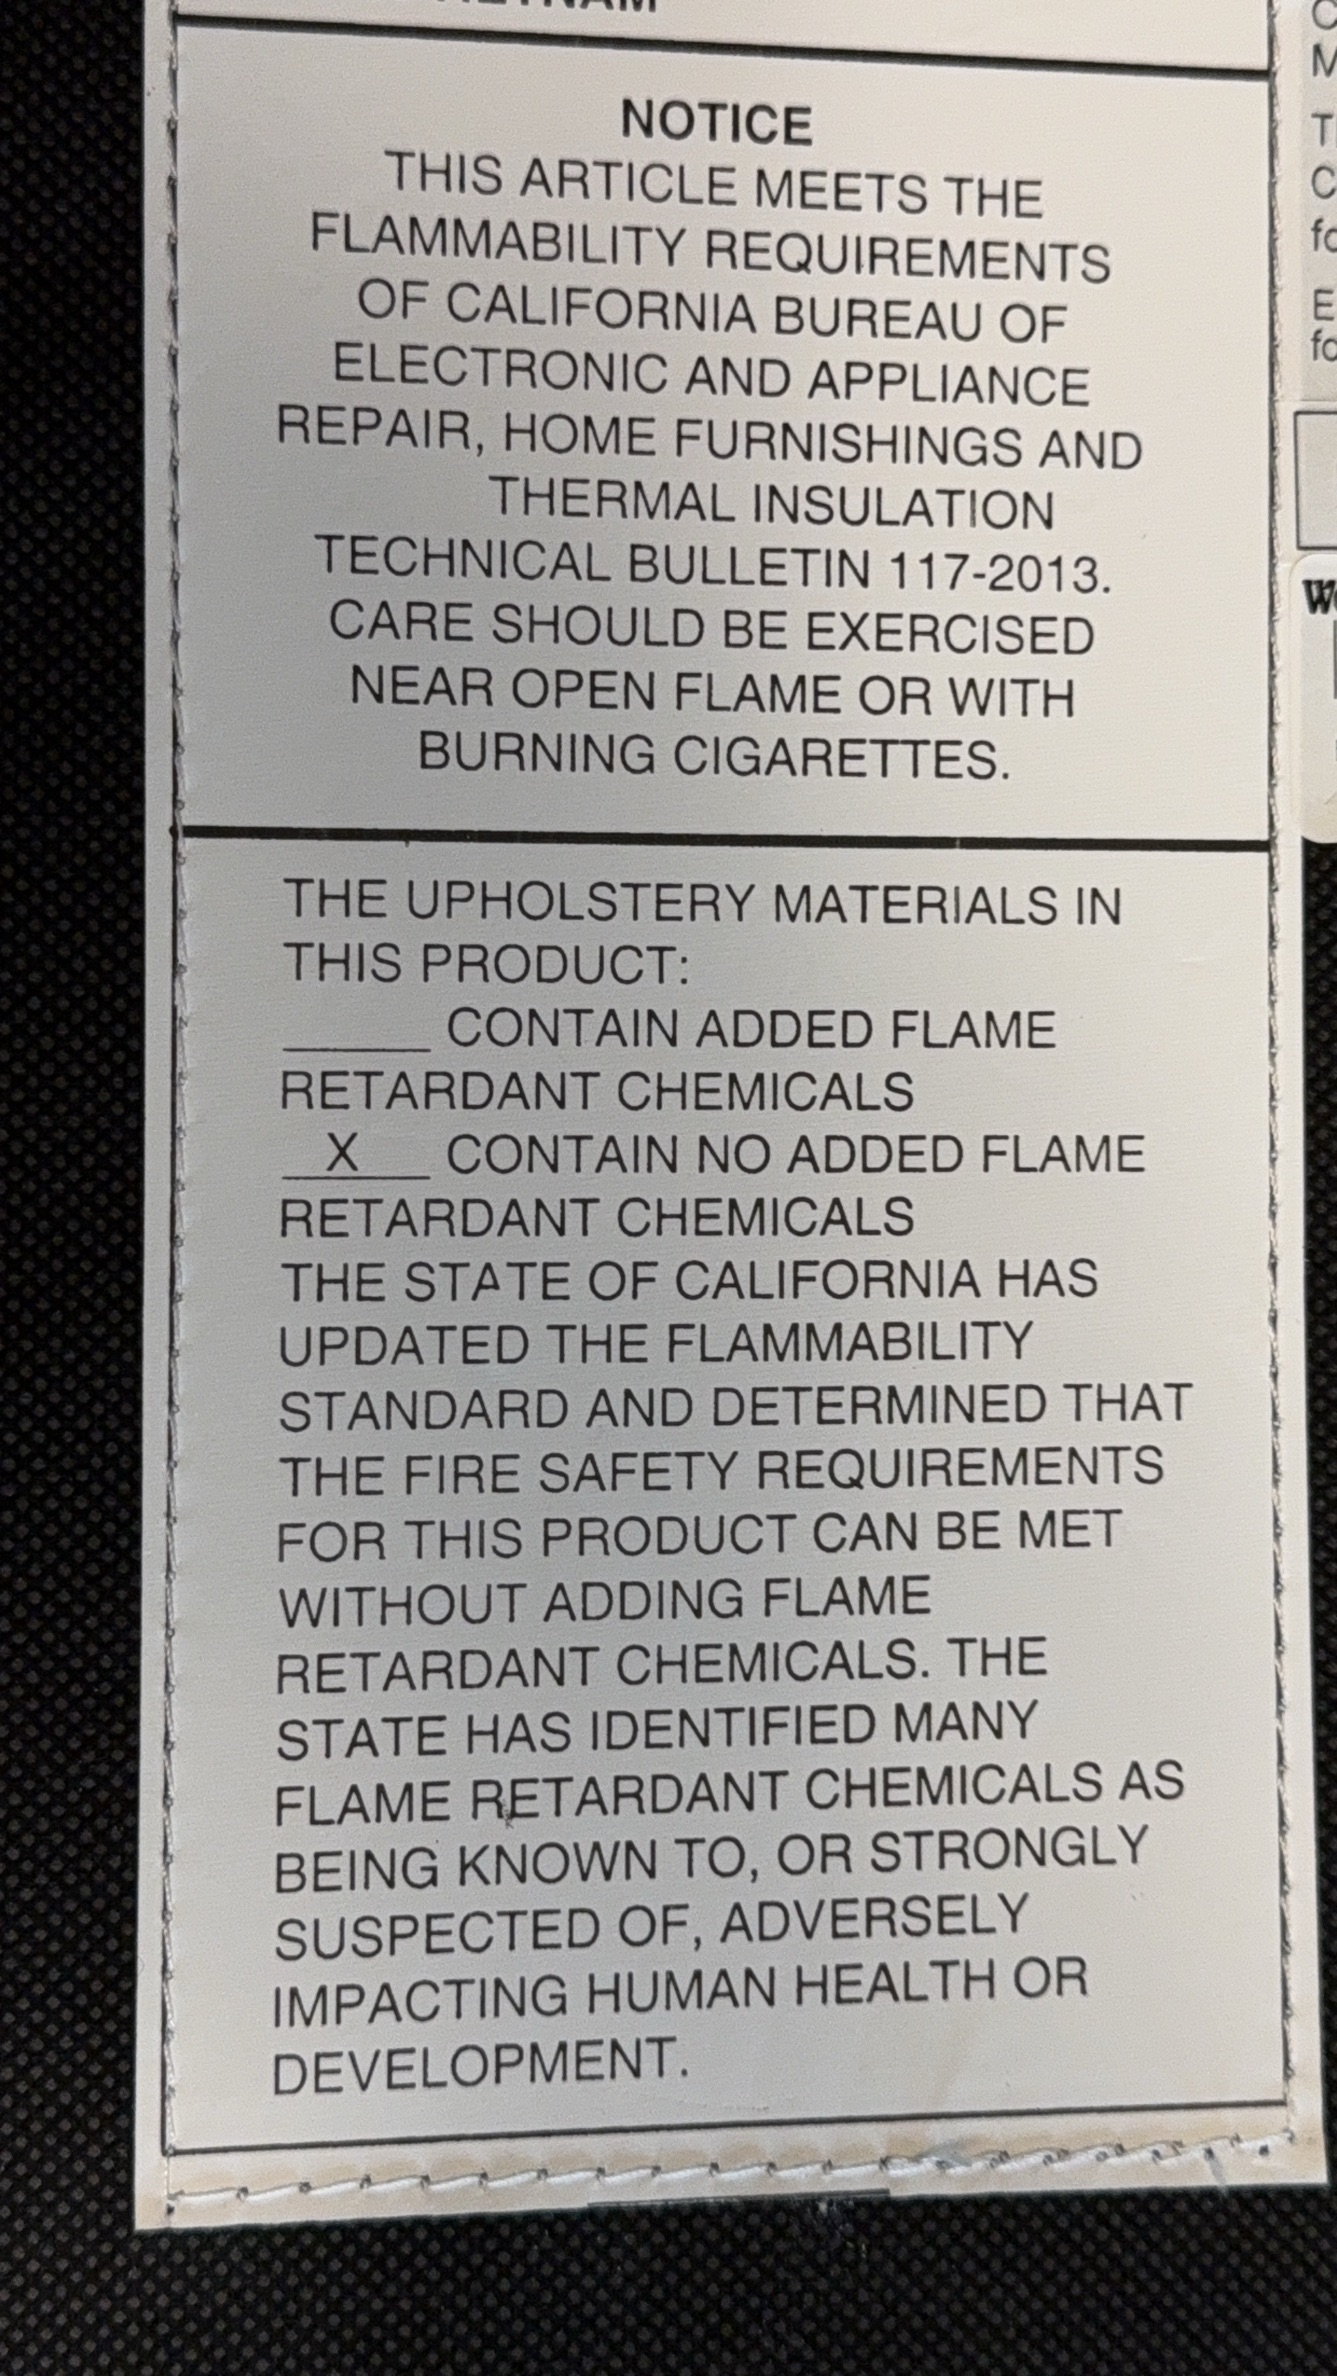 NOTICE
THIS ARTICLE MEETS THE
FLAMMABILITY REQUIREMENTS
OF CALIFORNIA BUREAU OF
ELECTRONIC AND APPLIANCE
REPAIR, HOME FURNISHINGS AND
THERMAL INSULATION
TECHNICAL BULLETIN 117-2013.
CARE SHOULD BE EXERCISED
NEAR OPEN FLAME OR WITH
BURNING CIGARETTES.
THE UPHOLSTERY MATERIALS IN
THIS PRODUCT:
_____ CONTAIN ADDED FLAME
RETARDANT CHEMICALS
__X__ CONTAIN NO ADDED FLAME
RETARDANT CHEMICALS
THE STATE OF CALIFORNIA HAS
UPDATED THE FLAMMABILITY
STANDARD AND DETERMINED THAT
THE FIRE SAFETY REQUIREMENTS
FOR THIS PRODUCT CAN BE MET
WITHOUT ADDING FLAME
RETARDANT CHEMICALS. THE
STATE HAS IDENTIFIED MANY
FLAME RETARDANT CHEMICALS AS
BEING KNOWN TO, OR STRONGLY
SUSPECTED OF, ADVERSELY
IMPACTING HUMAN HEALTH OR
DEVELOPMENT.